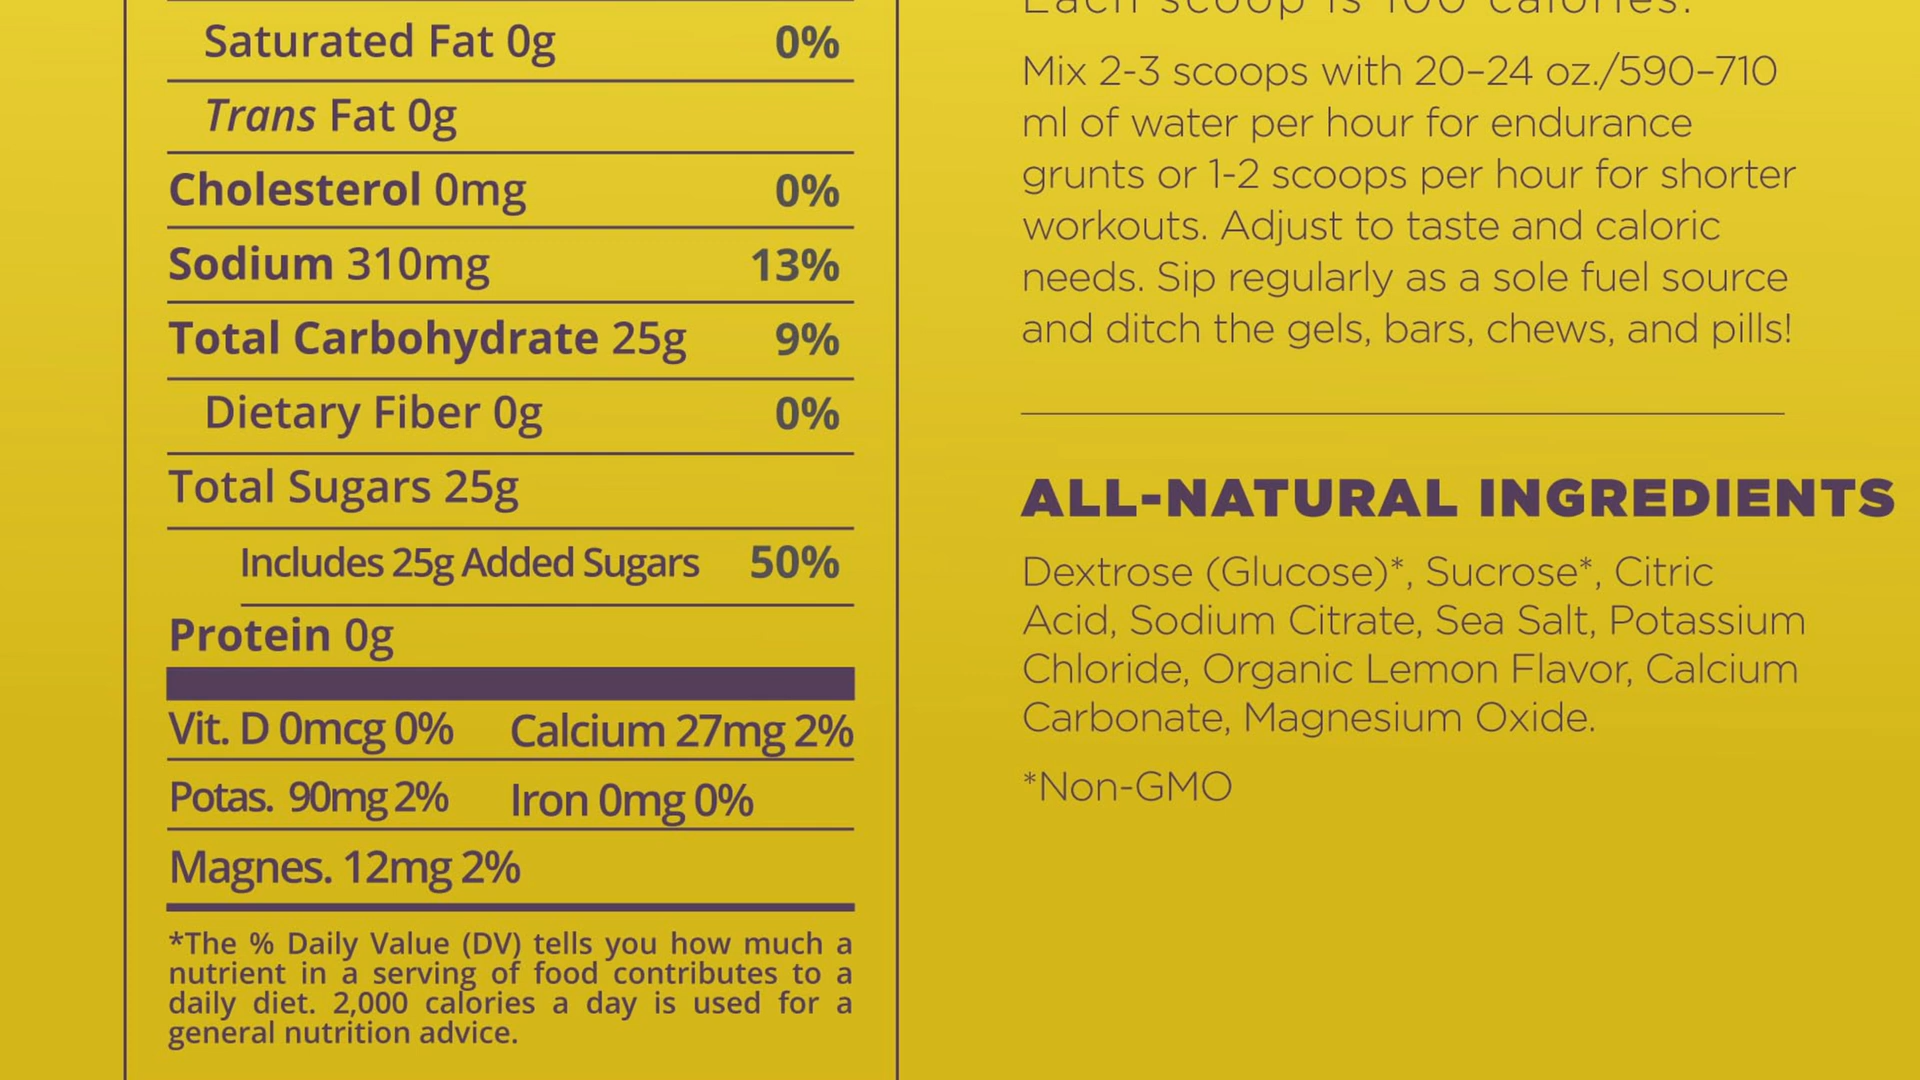 Saturated Fat 0g 0%
Trans Fat 0g
Cholesterol 0mg 0%
Sodium 310mg 13%
Total Carbohydrate 25g 9%
Dietary Fiber 0g 0%
Total Sugars 25g
Includes 25g Added Sugars 50%
Protein 0g
Vit. D 0mcg 0% Calcium 27mg 2%
Potas. 90mg 2% Iron 0mg 0%
Magnes. 12mg 2%
*The % Daily Value (DV) tells you how much a
nutrient in a serving of food contributes to a
daily diet. 2,000 calories a day is used for a
general nutrition advice.
Each scoop is 100 calories.
Mix 2-3 scoops with 20–24 oz./590–710
ml of water per hour for endurance
grunts or 1-2 scoops per hour for shorter
workouts. Adjust to taste and caloric
needs. Sip regularly as a sole fuel source
and ditch the gels, bars, chews, and pills!
ALL-NATURAL INGREDIENTS
Dextrose (Glucose)*, Sucrose*, Citric
Acid, Sodium Citrate, Sea Salt, Potassium
Chloride, Organic Lemon Flavor, Calcium
Carbonate, Magnesium Oxide.
*Non-GMO